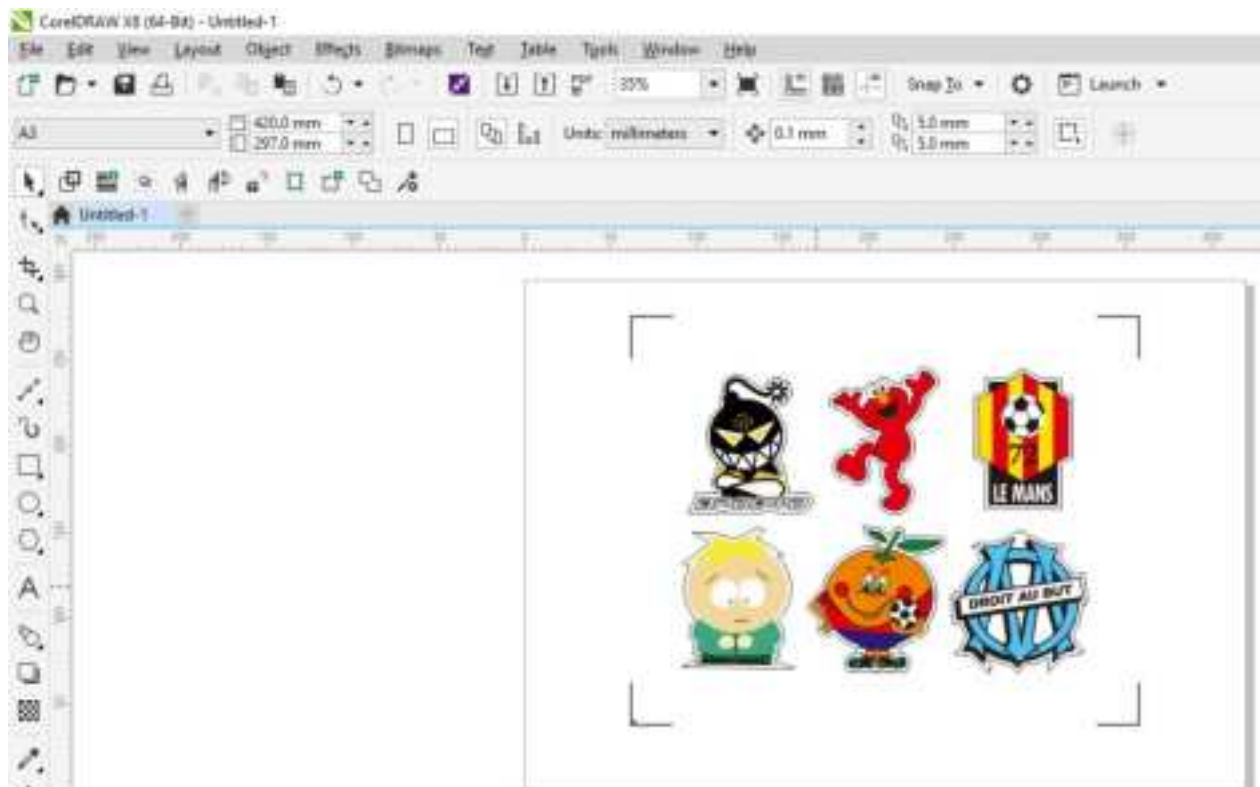 CorelDRAW X8 (64-Bit) - Untitled-1
File Edit View Layout Object Effects Bitmaps Text Table Tools Window Help
35% Snap To Launch
A3 420.0 mm 297.0 mm Units: millimeters 0.1 mm 5.0 mm 5.0 mm
Untitled-1
72
LE MANS
DROIT AU BUT